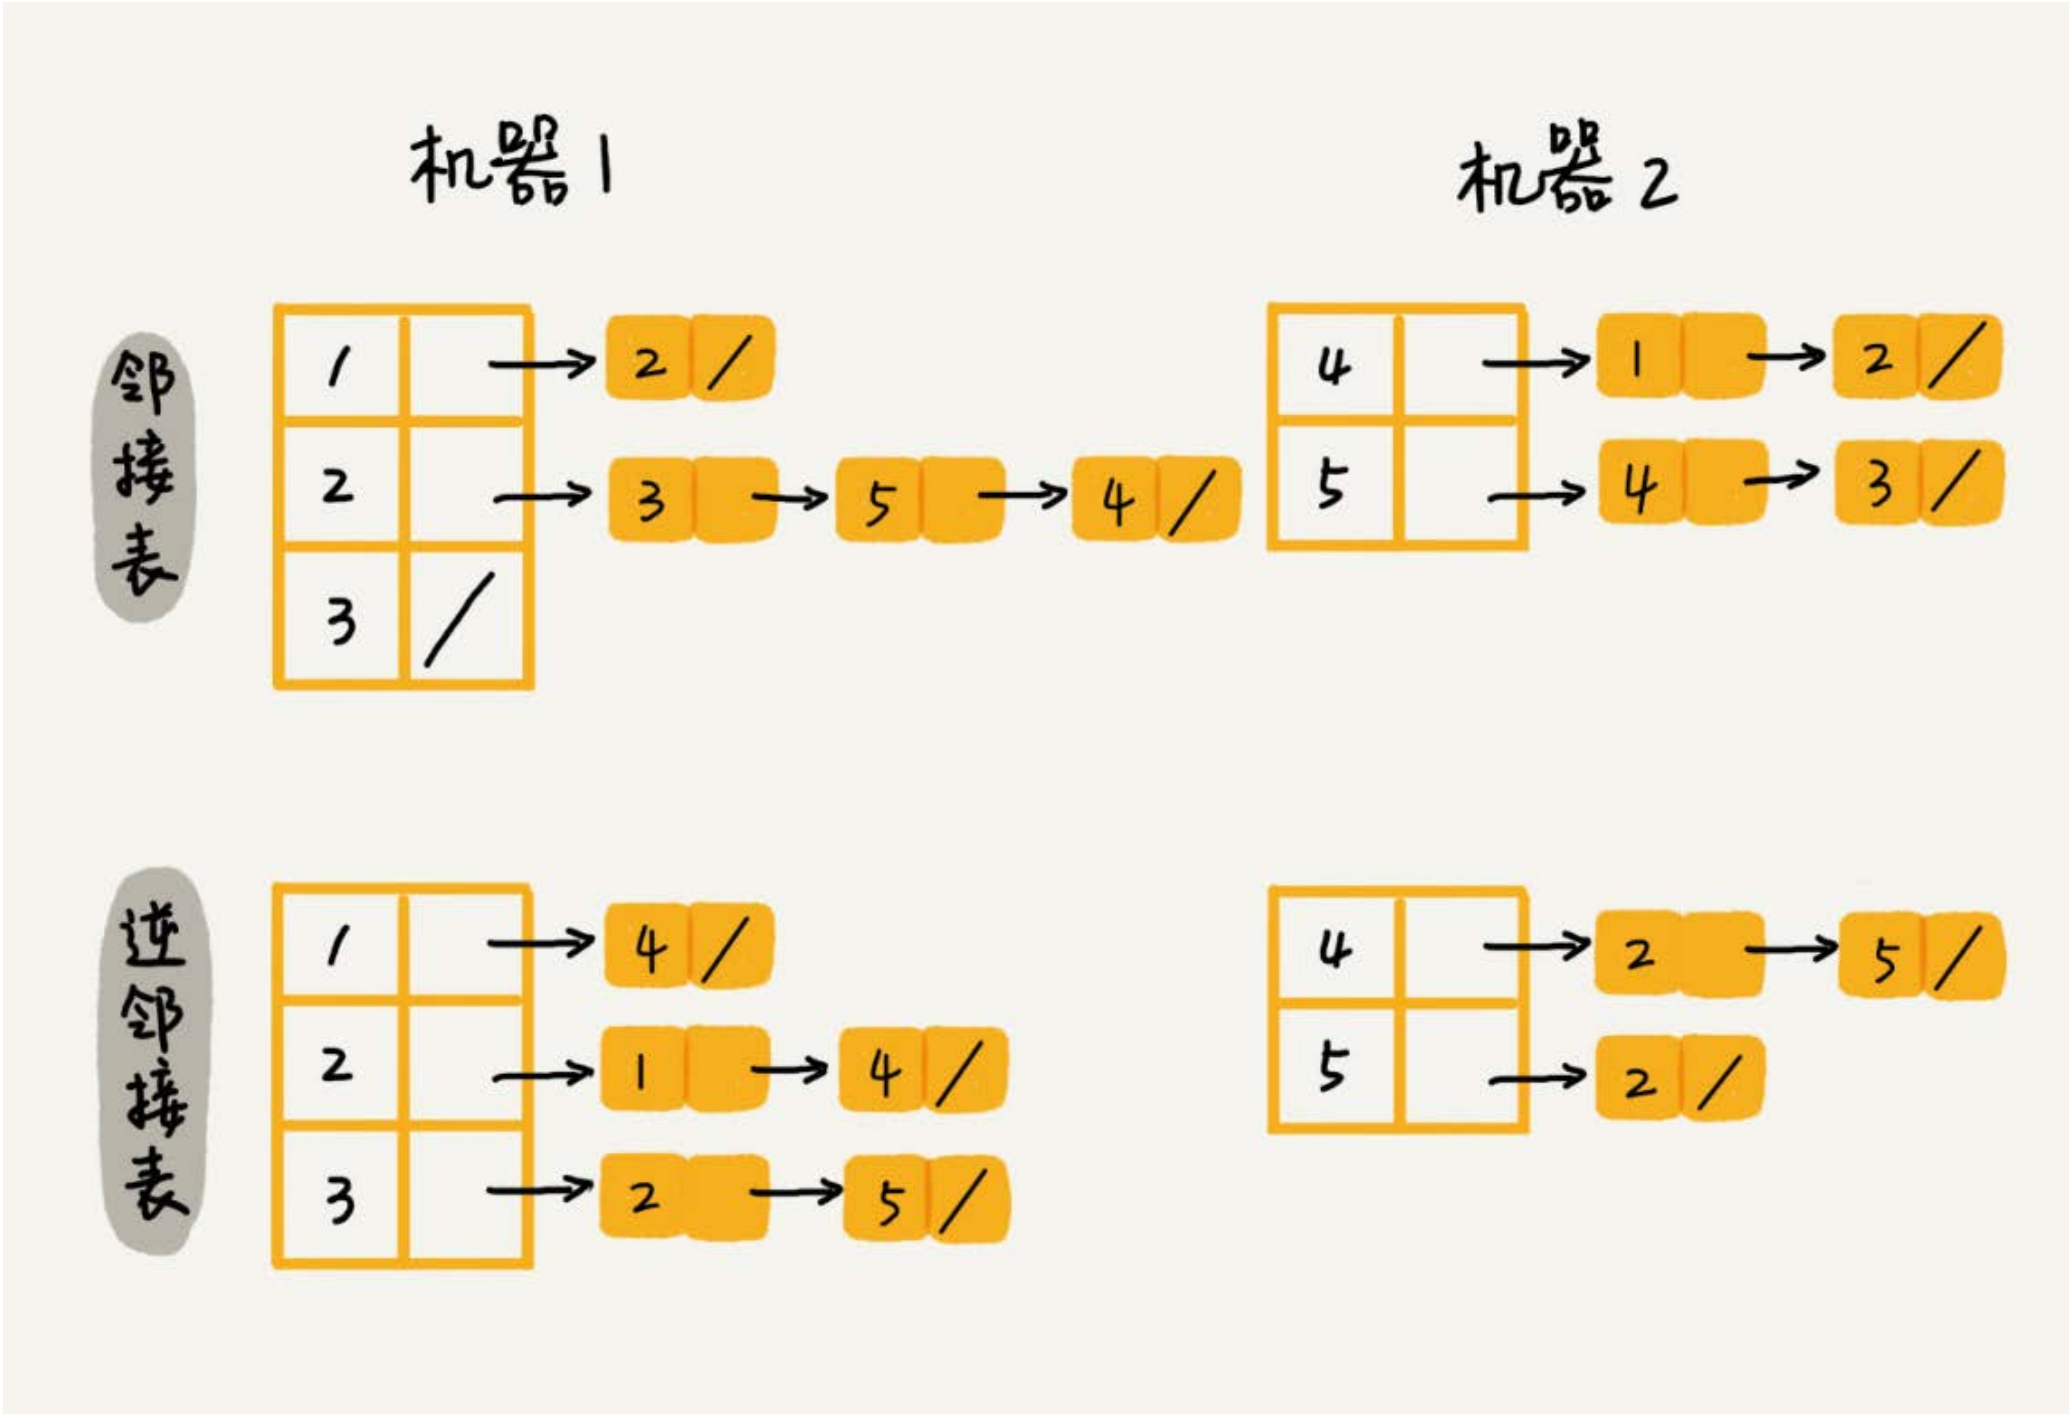 机器1
机器2
邻接表
1 → 2 /
2 → 3 → 5 → 4 /
3 /
4 → 1 → 2 /
5 → 4 → 3 /
逆邻接表
1 → 4 /
2 → 1 → 4 /
3 → 2 → 5 /
4 → 2 → 5 /
5 → 2 /